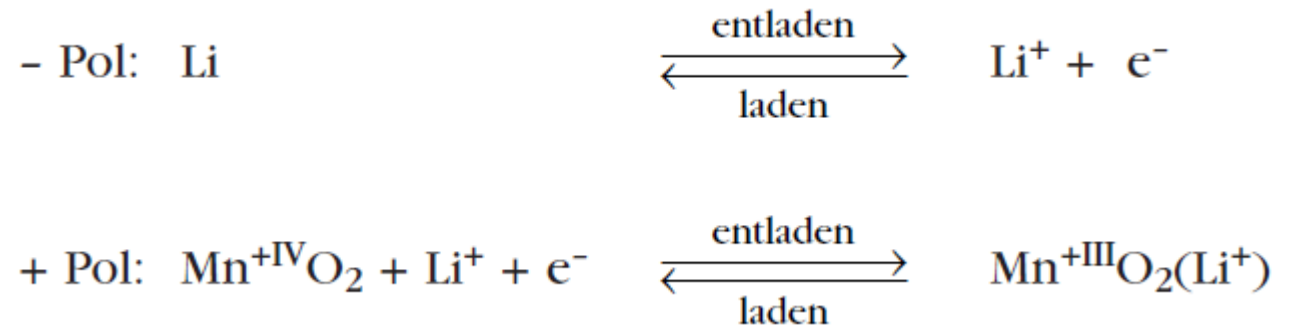 entladen
– Pol: Li ⇄ Li⁺ + e⁻
laden
entladen
+ Pol: Mn⁺ᴵⱽO₂ + Li⁺ + e⁻ ⇄ Mn⁺ᴵᴵᴵO₂(Li⁺)
laden